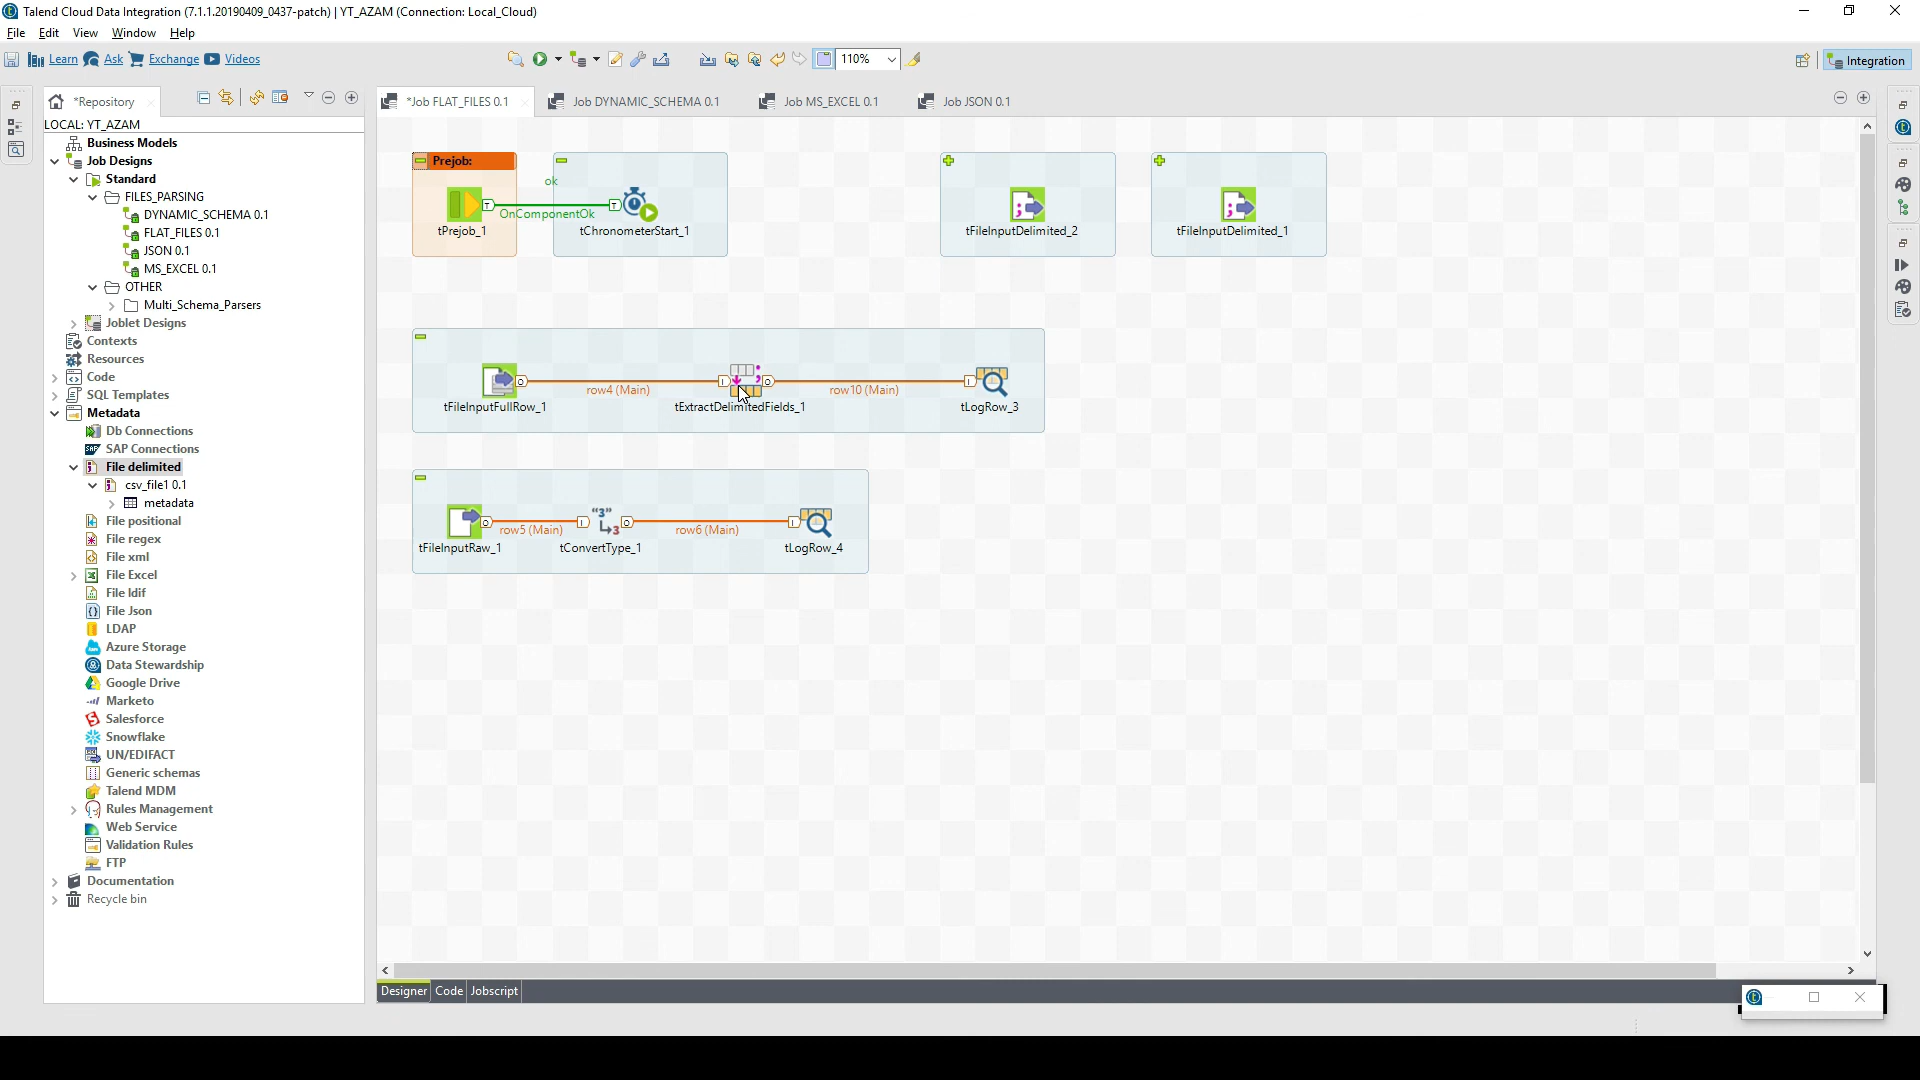 Talend Cloud Data Integration (7.1.1.20190409_0437-patch) | YT_AZAM (Connection: Local_Cloud)
File Edit View Window Help
Learn Ask Exchange Videos 110% Integration
*Repository
*Job FLAT_FILES 0.1 Job DYNAMIC_SCHEMA 0.1 Job MS_EXCEL 0.1 Job JSON 0.1
LOCAL: YT_AZAM
Business Models
Job Designs
Standard
FILES_PARSING
DYNAMIC_SCHEMA 0.1
FLAT_FILES 0.1
JSON 0.1
MS_EXCEL 0.1
OTHER
Multi_Schema_Parsers
Joblet Designs
Contexts
Resources
Code
SQL Templates
Metadata
Db Connections
SAP Connections
File delimited
csv_file1 0.1
metadata
File positional
File regex
File xml
File Excel
File ldif
File Json
LDAP
Azure Storage
Data Stewardship
Google Drive
Marketo
Salesforce
Snowflake
UN/EDIFACT
Generic schemas
Talend MDM
Rules Management
Web Service
Validation Rules
FTP
Documentation
Recycle bin
Prejob:
ok
OnComponentOk
tPrejob_1 tChronometerStart_1 tFileInputDelimited_2 tFileInputDelimited_1
row4 (Main) row10 (Main)
tFileInputFullRow_1 tExtractDelimitedFields_1 tLogRow_3
row5 (Main) row6 (Main)
tFileInputRaw_1 tConvertType_1 tLogRow_4
Designer Code Jobscript